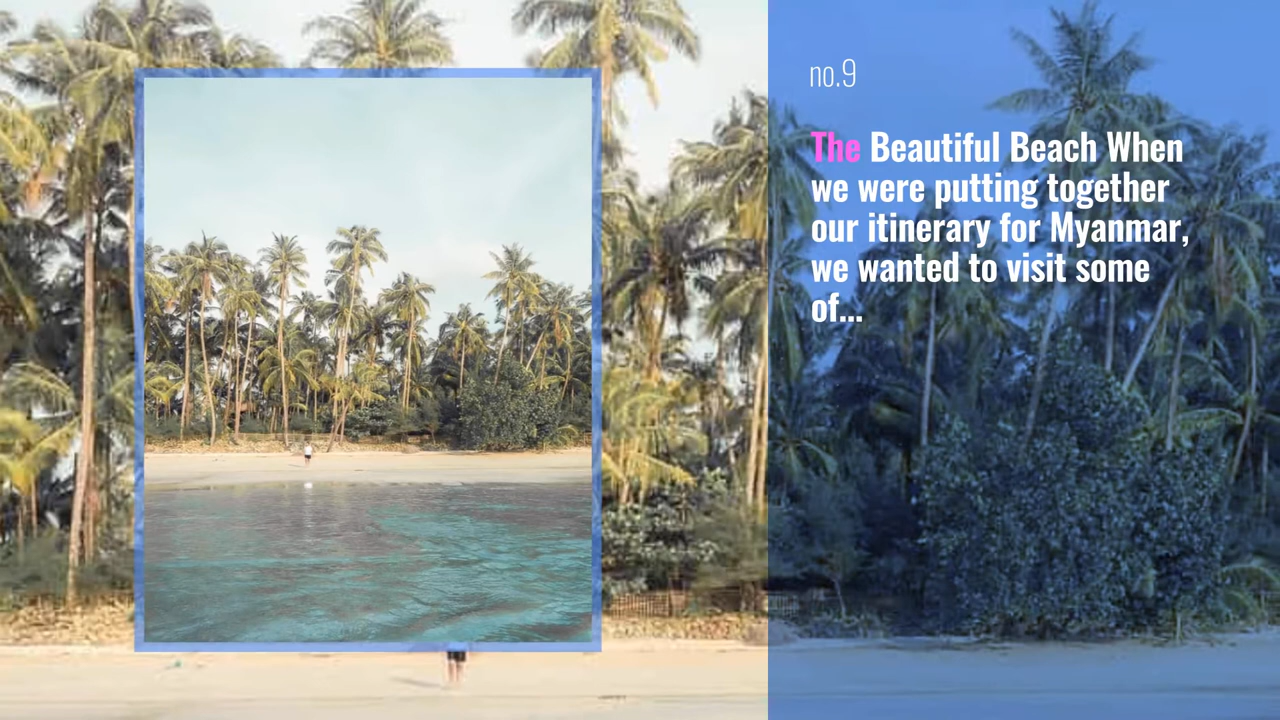 no.9
The Beautiful Beach When
we were putting together
our itinerary for Myanmar,
we wanted to visit some
of...